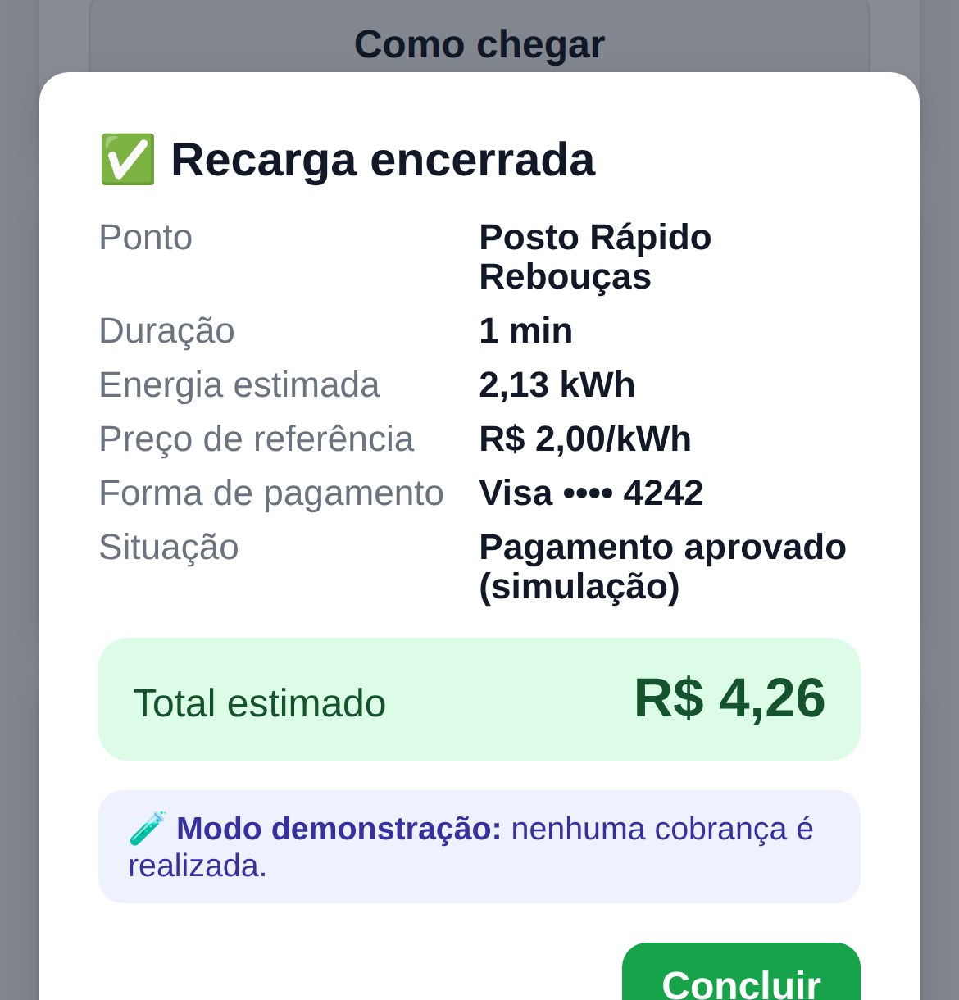 Como chegar
✅ Recarga encerrada
Ponto Posto Rápido
Rebouças
Duração 1 min
Energia estimada 2,13 kWh
Preço de referência R$ 2,00/kWh
Forma de pagamento Visa •••• 4242
Situação Pagamento aprovado
(simulação)
Total estimado R$ 4,26
🧪 Modo demonstração: nenhuma cobrança é
realizada.
Concluir